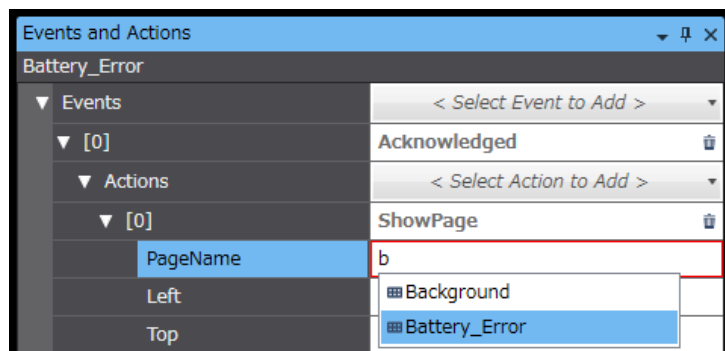 Events and Actions
Battery_Error
Events < Select Event to Add >
[0] Acknowledged
Actions < Select Action to Add >
[0] ShowPage
PageName b
Left Background
Top Battery_Error